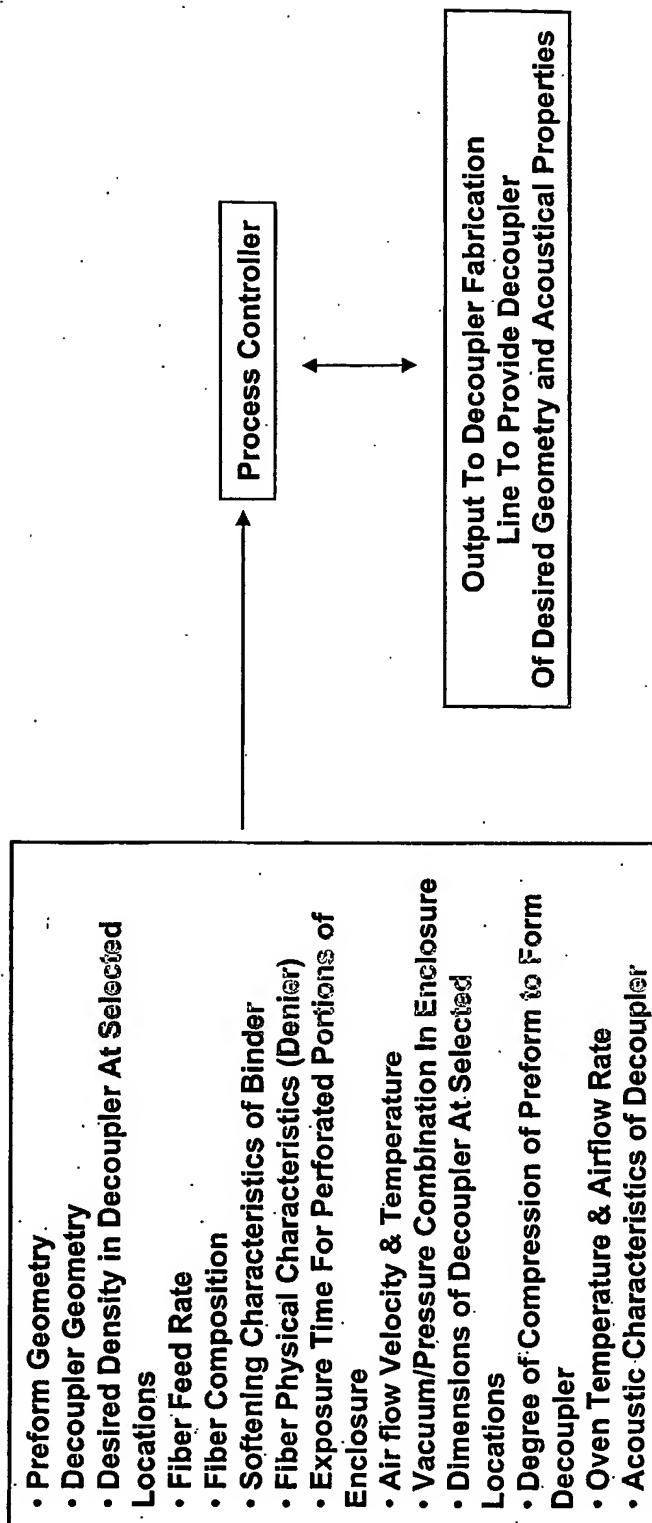 • Preform Geometry
• Decoupler Geometry
• Desired Density in Decoupler At Selected
Locations
• Fiber Feed Rate
• Fiber Composition
• Softening Characteristics of Binder
• Fiber Physical Characteristics (Denier)
• Exposure Time For Perforated Portions of
Enclosure
• Air flow Velocity & Temperature
• Vacuum/Pressure Combination In Enclosure
• Dimensions of Decoupler At Selected
Locations
• Degree of Compression of Preform to Form
Decoupler
• Oven Temperature & Airflow Rate
• Acoustic Characteristics of Decoupler
Process Controller
Output To Decoupler Fabrication
Line To Provide Decoupler
Of Desired Geometry and Acoustical Properties